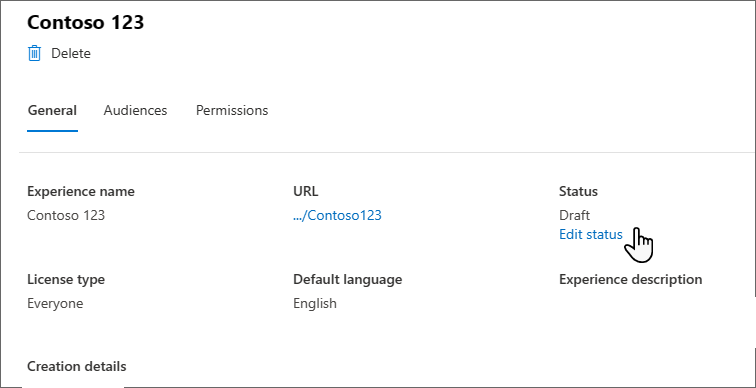 Contoso 123
Delete
General Audiences Permissions
Experience name URL Status
Contoso 123 .../Contoso123 Draft
Edit status
License type Default language Experience description
Everyone English
Creation details